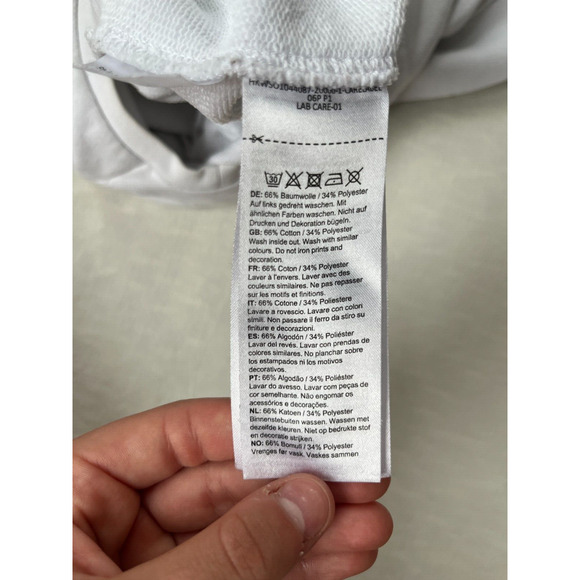 06P P1
LAB CARE-01
30
DE: 66% Baumwolle / 34% Polyester
Auf links gedreht waschen. Mit
ähnlichen Farben waschen. Nicht auf
Drucken und Dekoration bügeln.
GB: 66% Cotton / 34% Polyester
Wash inside out. Wash with similar
colours. Do not iron prints and
decoration.
FR: 66% Coton / 34% Polyester
Laver à l'envers. Laver avec des
couleurs similaires. Ne pas repasser
sur les motifs et finitions.
IT: 66% Cotone / 34% Poliestere
Lavare a rovescio. Lavare con colori
simili. Non passare il ferro da stiro su
finiture e decorazioni.
ES: 66% Algodón / 34% Poliéster
Lavar del revés. Lavar con prendas de
colores similares. No planchar sobre
los estampados ni los motivos
decorativos.
PT: 66% Algodão / 34% Poliéster
Lavar do avesso. Lavar com peças de
cor semelhante. Não engomar os
acessórios e decorações.
NL: 66% Katoen / 34% Polyester
Binnenstebuiten wassen. Wassen met
dezelfde kleuren. Niet op bedrukte stof
en decoratie strijken.
NO: 66% Bomull / 34% Polyester
Vrenges før vask. Vaskes sammen